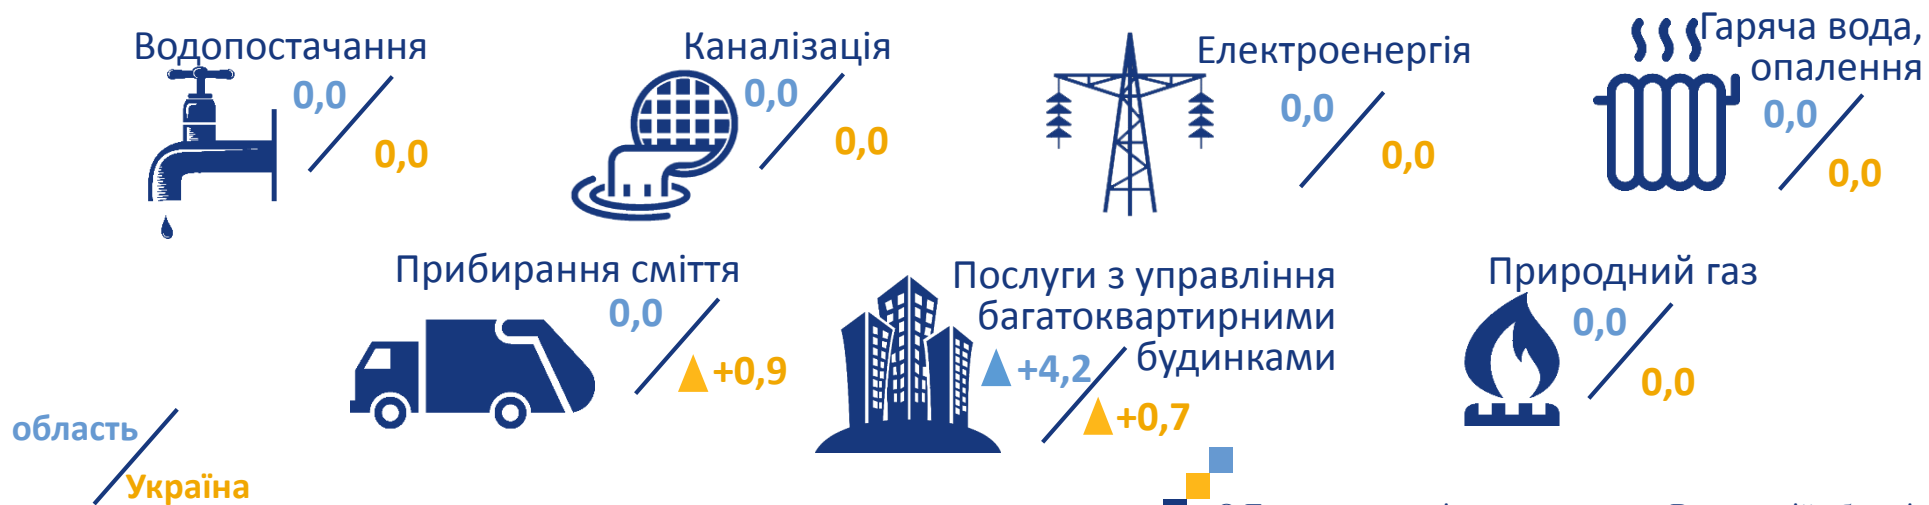 Водопостачання
0,0
0,0
Каналізація
0,0
0,0
Електроенергія
0,0
0,0
Гаряча вода,
опалення
0,0
0,0
Прибирання сміття
0,0
+0,9
Послуги з управління
багатоквартирними
будинками
+4,2
+0,7
Природний газ
0,0
0,0
область
Україна